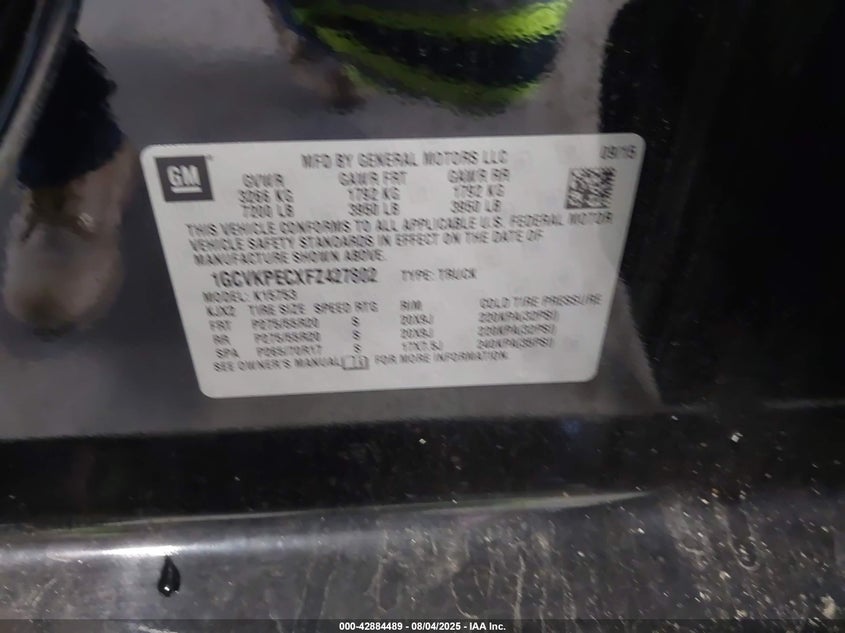 GM
MFD BY GENERAL MOTORS LLC
09/15
GVWR GAWR FRT GAWR RR
3266 KG 1792 KG 1792 KG
7200 LB 3950 LB 3950 LB
THIS VEHICLE CONFORMS TO ALL APPLICABLE U.S. FEDERAL MOTOR
VEHICLE SAFETY STANDARDS IN EFFECT ON THE DATE OF
MANUFACTURE SHOWN ABOVE.
TYPE: TRUCK
MODEL: K15753
TIRE SIZE SPEED RTG RIM COLD TIRE PRESSURE
FRT P275/55R20 S 20X9J 220KPA(32PSI)
RR P275/55R20 S 20X9J 220KPA(32PSI)
SPA P265/70R17 S 17X7.5J 240KPA(35PSI)
SEE OWNER'S MANUAL FOR MORE INFORMATION.
000-42884489 - 08/04/2025 - IAA Inc.